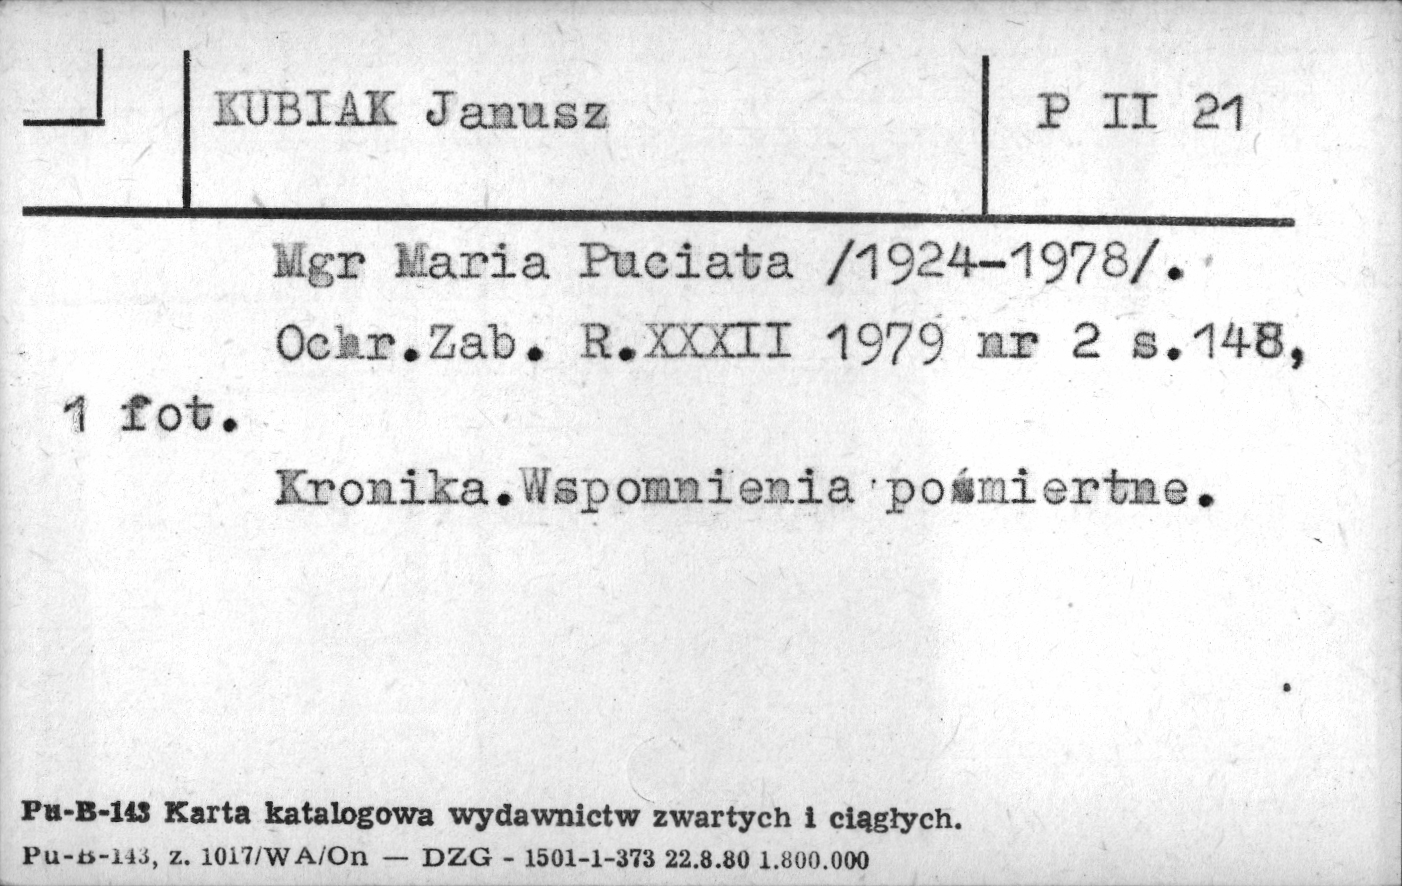 KUBIAK Janusz
P II 21
Mgr Maria Puciata /1924-1978/.
Ochr.Zab. R.XXXII 1979 nr 2 s.148,
1 fot.
Kronika.Wspomnienia pośmiertne.
Pu-B-143 Karta katalogowa wydawnictw zwartych i ciągłych.
Pu-B-143, z. 1017/WA/On — DZG - 1501-1-373 22.8.80 1.800.000